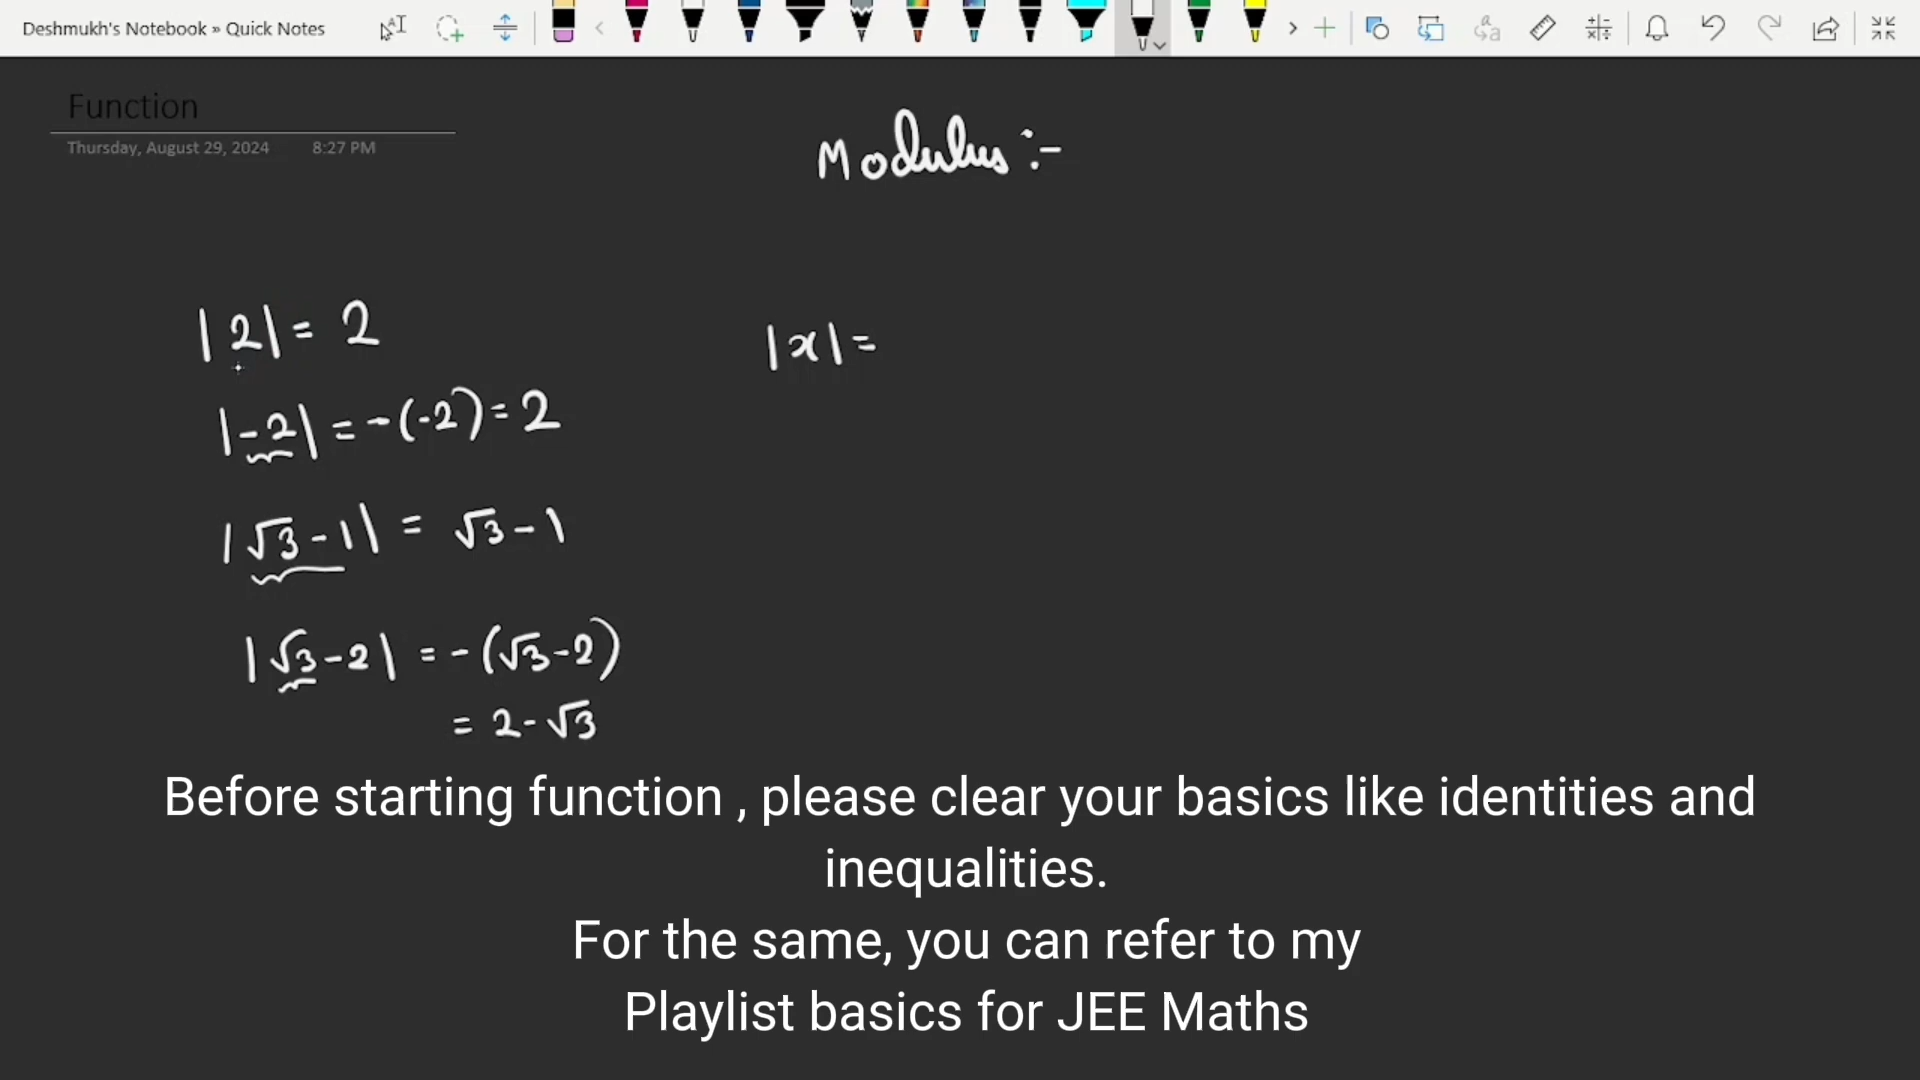 Deshmukh's Notebook » Quick Notes
Function
Thursday, August 29, 2024 8:27 PM
Modulus :-
|2| = 2
|x| =
|-2| = -(-2) = 2
|√3 - 1| = √3 - 1
|√3 - 2| = -(√3 - 2)
= 2 - √3
Before starting function , please clear your basics like identities and
inequalities.
For the same, you can refer to my
Playlist basics for JEE Maths